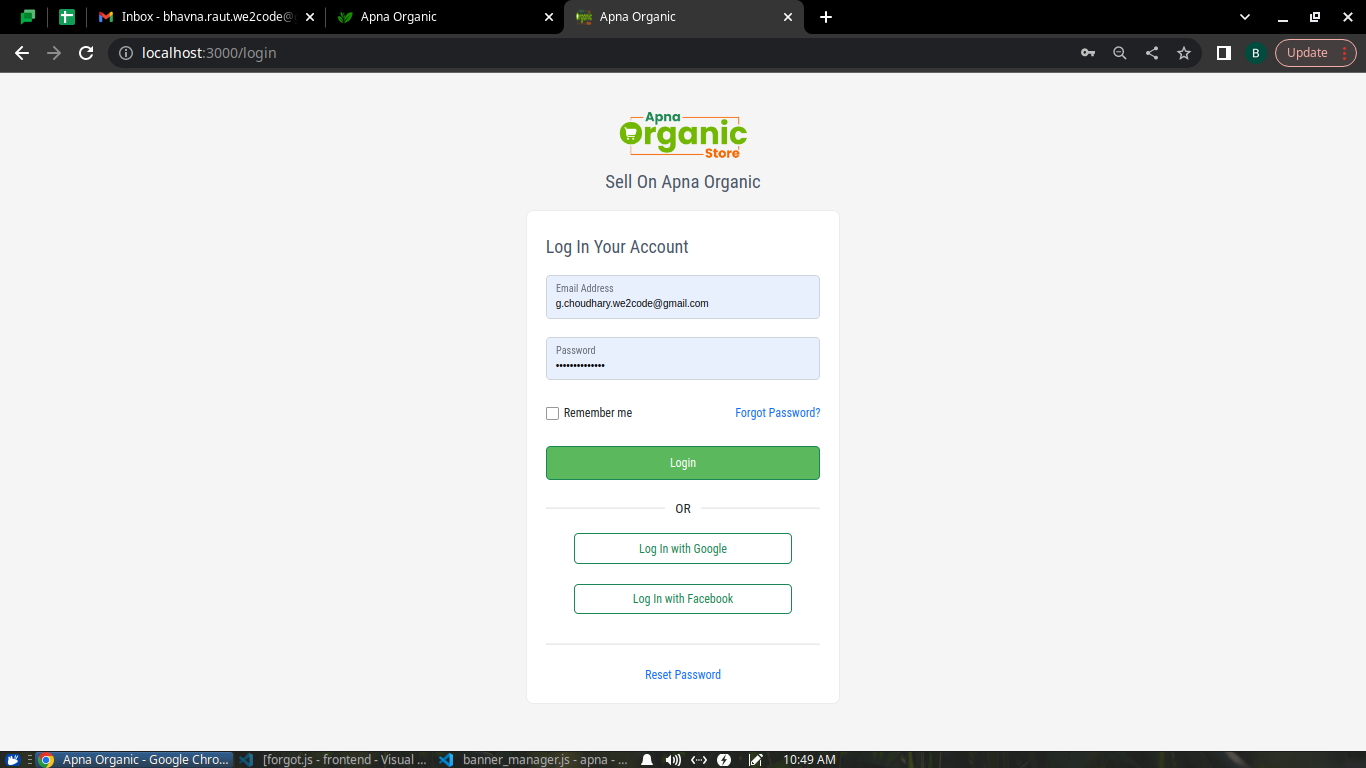 Inbox - bhavna.raut.we2code@
Apna Organic
Apna Organic
localhost:3000/login
B
Update
Apna
Organic
Store
Sell On Apna Organic
Log In Your Account
Email Address
g.choudhary.we2code@gmail.com
Password
••••••••••••••
Remember me
Forgot Password?
Login
OR
Log In with Google
Log In with Facebook
Reset Password
Apna Organic - Google Chro...
[forgot.js - frontend - Visual ...
banner_manager.js - apna - ...
10:49 AM